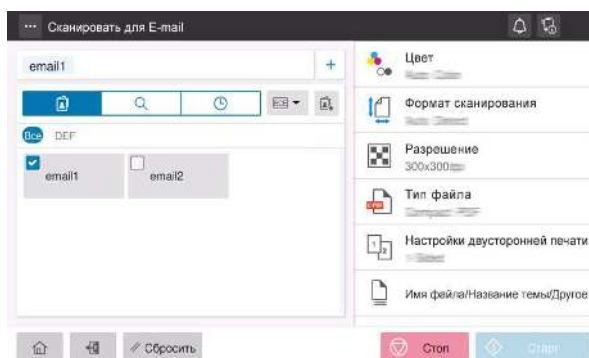 Сканировать для E-mail
email1
+
Все DEF
email1
email2
Цвет
Формат сканирования
Разрешение
300x300
Тип файла
Настройки двусторонней печати
Имя файла/Название темы/Другое
Сбросить
Стоп
Старт